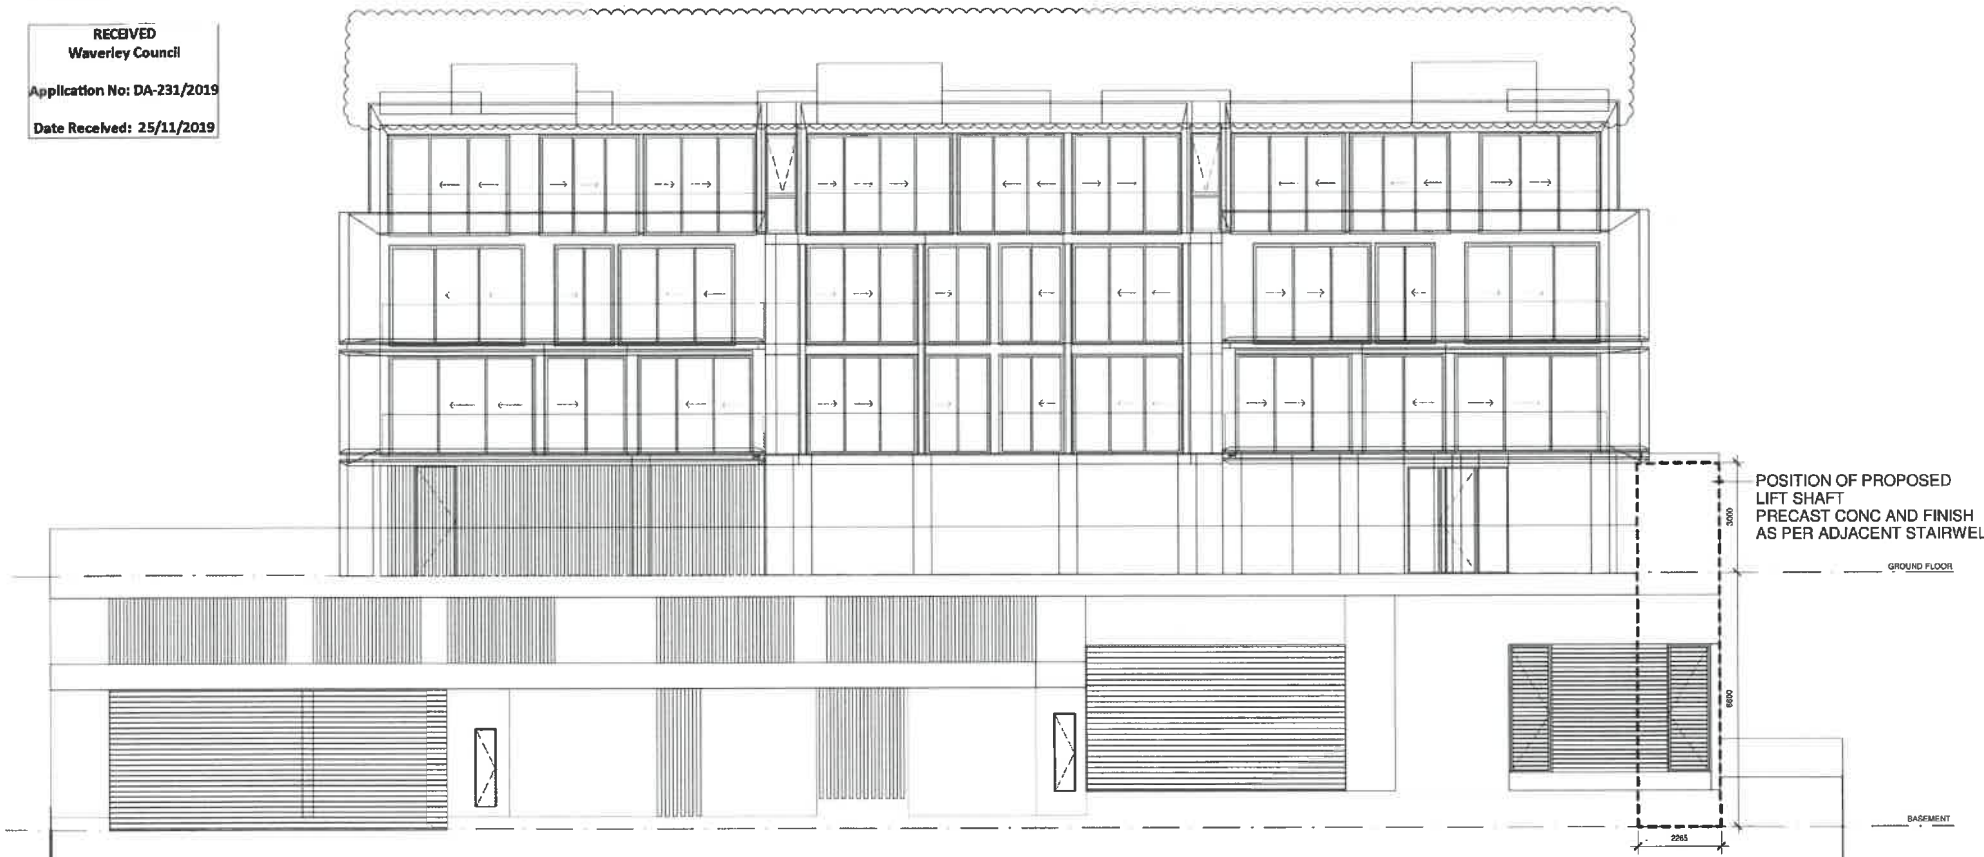 RECEIVED
Waverley Council
Application No: DA-231/2019
Date Received: 25/11/2019
POSITION OF PROPOSED
LIFT SHAFT
PRECAST CONC AND FINISH
AS PER ADJACENT STAIRWEL
3000
GROUND FLOOR
6600
BASEMENT
2265